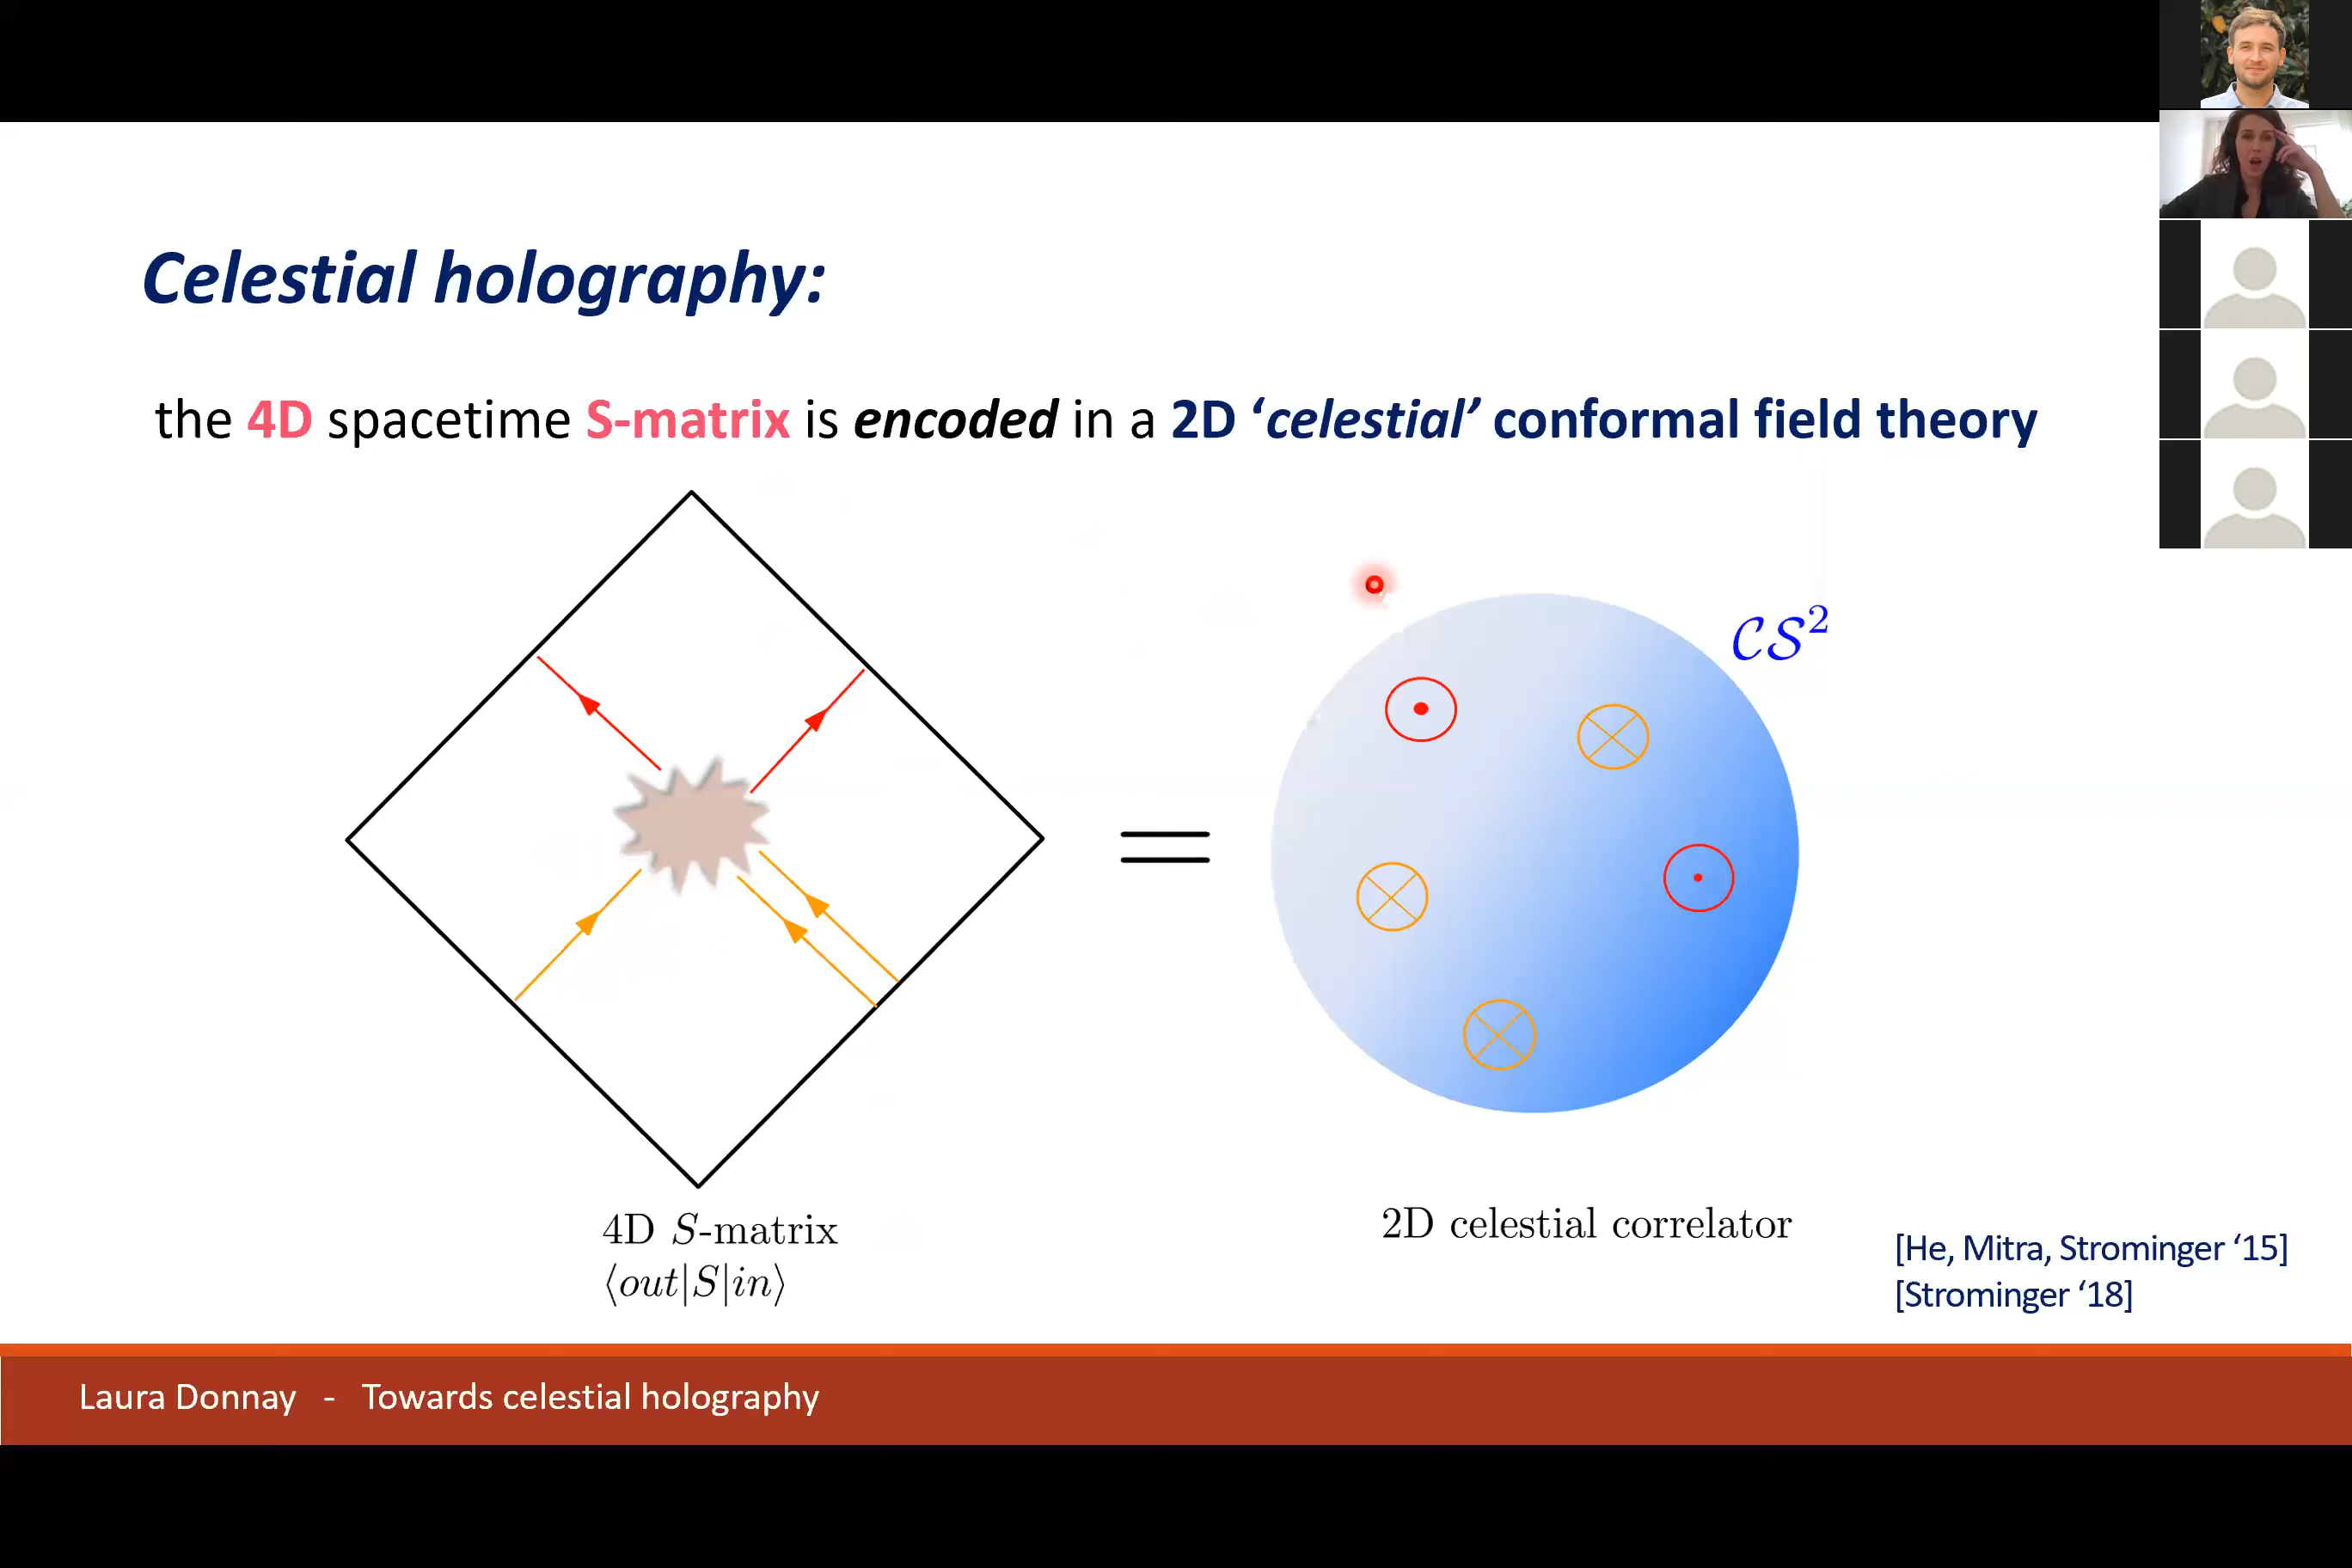 Celestial holography:
the 4D spacetime S-matrix is encoded in a 2D ‘celestial’ conformal field theory
𝒞𝒮²
4D S-matrix
⟨out|S|in⟩
2D celestial correlator
[He, Mitra, Strominger ‘15]
[Strominger ‘18]
Laura Donnay - Towards celestial holography